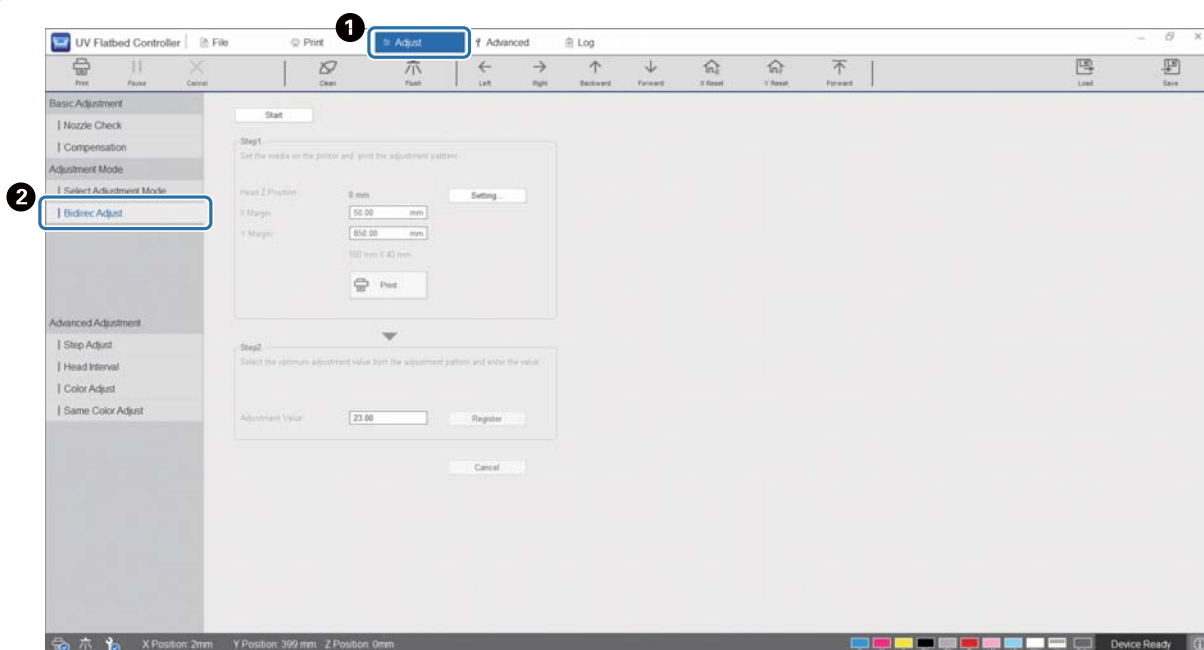 1
UV Flatbed Controller File Print Adjust Advanced Log
Print Pause Cancel Clean Flush Left Right Backward Forward X Reset Y Reset Forward Load Save
Basic Adjustment
Nozzle Check
Compensation
Adjustment Mode
Select Adjustment Mode
2
Bidirec Adjust
Advanced Adjustment
Step Adjust
Head Interval
Color Adjust
Same Color Adjust
Start
Step1
Set the media on the printer and print the adjustment pattern.
Head Z Position: 0 mm Setting...
X Margin: 50.00 mm
Y Margin: 850.00 mm
mm X 40 mm
Print
Step2
Select the optimum adjustment value from the adjustment pattern and enter the value.
Adjustment Value: 23.00 Register
Cancel
X Position: 2mm Y Position: 399 mm Z Position: 0mm Device Ready